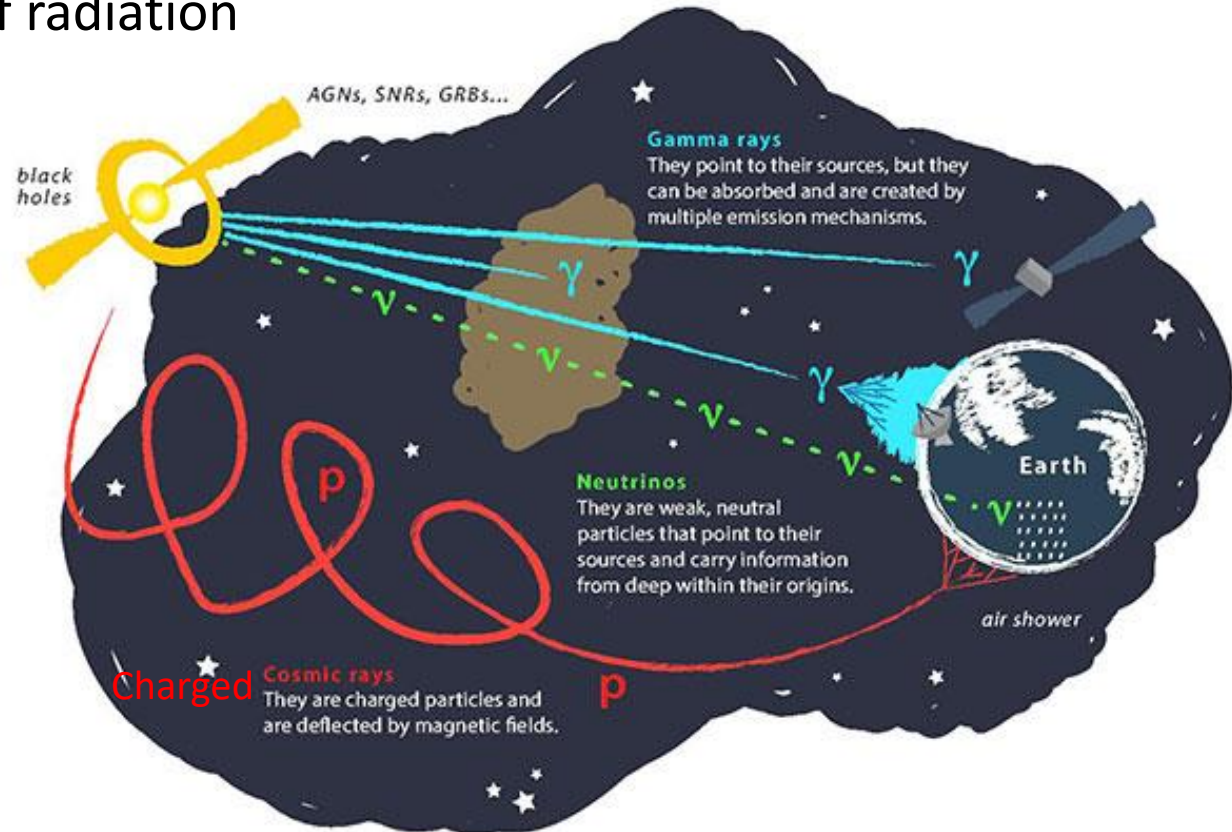 f radiation
AGNs, SNRs, GRBs...
black
holes
Gamma rays
They point to their sources, but they
can be absorbed and are created by
multiple emission mechanisms.
γ
γ
ν
ν
γ
ν
ν
Earth
ν
p
Neutrinos
They are weak, neutral
particles that point to their
sources and carry information
from deep within their origins.
air shower
Charged Cosmic rays
They are charged particles and
are deflected by magnetic fields.
p